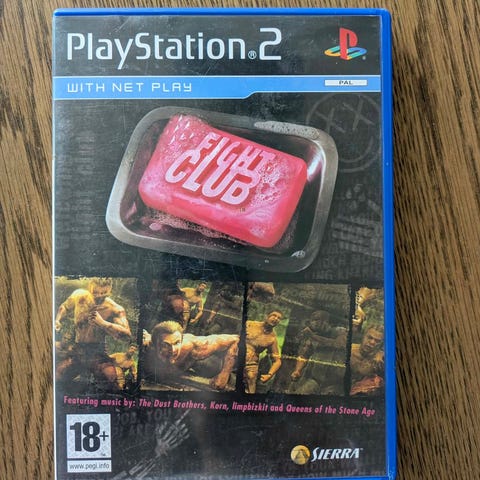 PlayStation®2
PAL
WITH NET PLAY
FIGHT
CLUB
Featuring music by: The Dust Brothers, Korn, limpbizkit and Queens of the Stone Age
18+
www.pegi.info
SIERRA